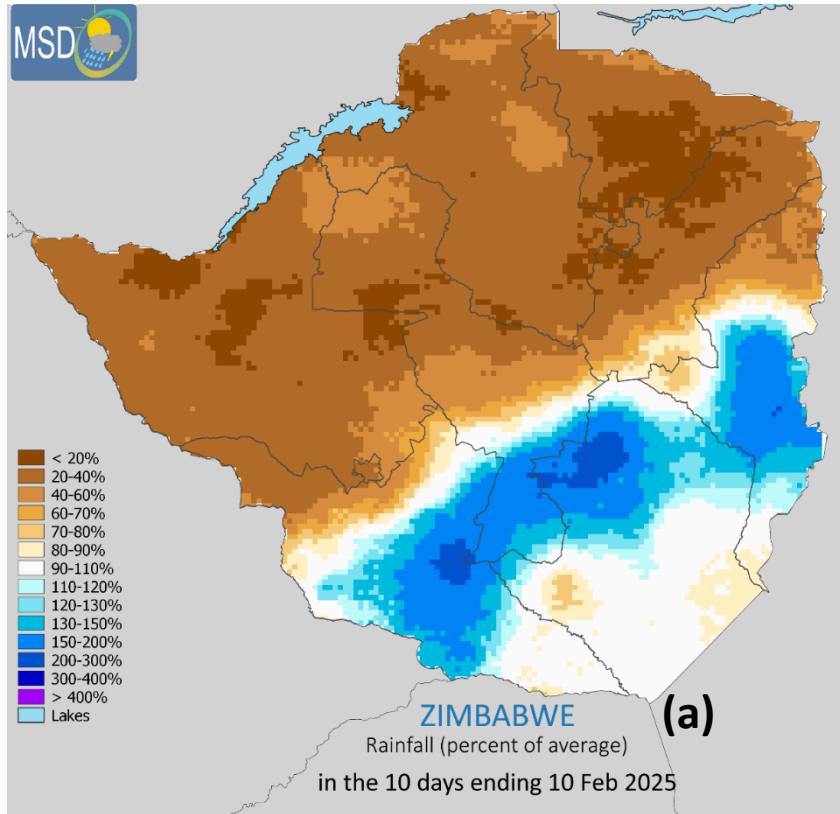 MSD
< 20%
20-40%
40-60%
60-70%
70-80%
80-90%
90-110%
110-120%
120-130%
130-150%
150-200%
200-300%
300-400%
> 400%
Lakes
ZIMBABWE
(a)
Rainfall (percent of average)
in the 10 days ending 10 Feb 2025